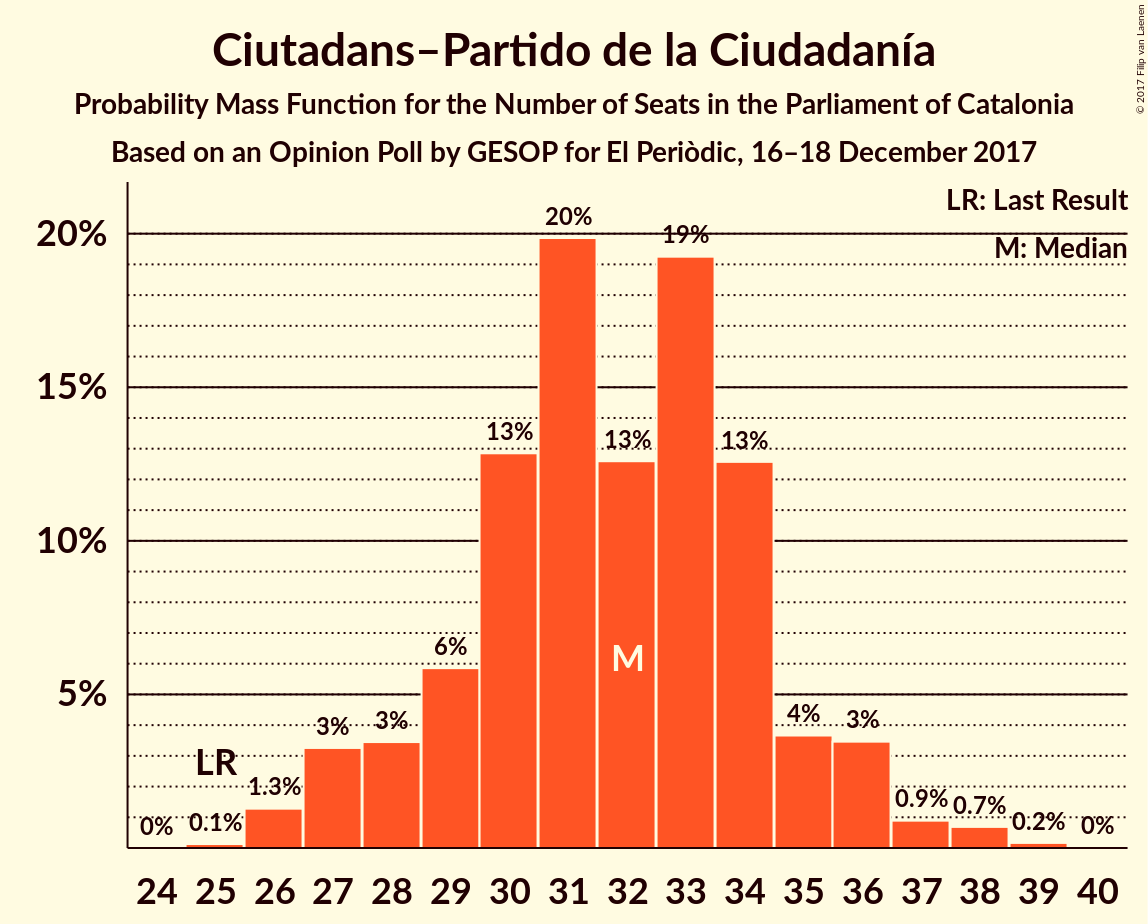 Ciutadans–Partido de la Ciudadanía
Probability Mass Function for the Number of Seats in the Parliament of Catalonia
Based on an Opinion Poll by GESOP for El Periòdic, 16–18 December 2017
© 2017 Filip van Laenen
LR: Last Result
M: Median
20%
15%
10%
5%
0% 0.1% 1.3% 3% 3% 6% 13% 20% 13% 19% 13% 4% 3% 0.9% 0.7% 0.2% 0%
LR
M
24 25 26 27 28 29 30 31 32 33 34 35 36 37 38 39 40